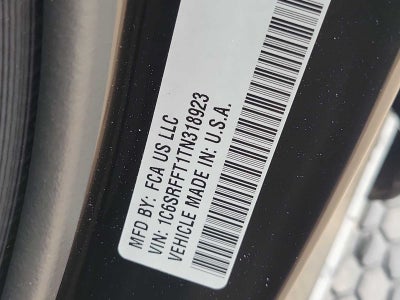 MFD BY: FCA US LLC
VIN: 1C6SRFFT1TN318923
VEHICLE MADE IN: U.S.A.